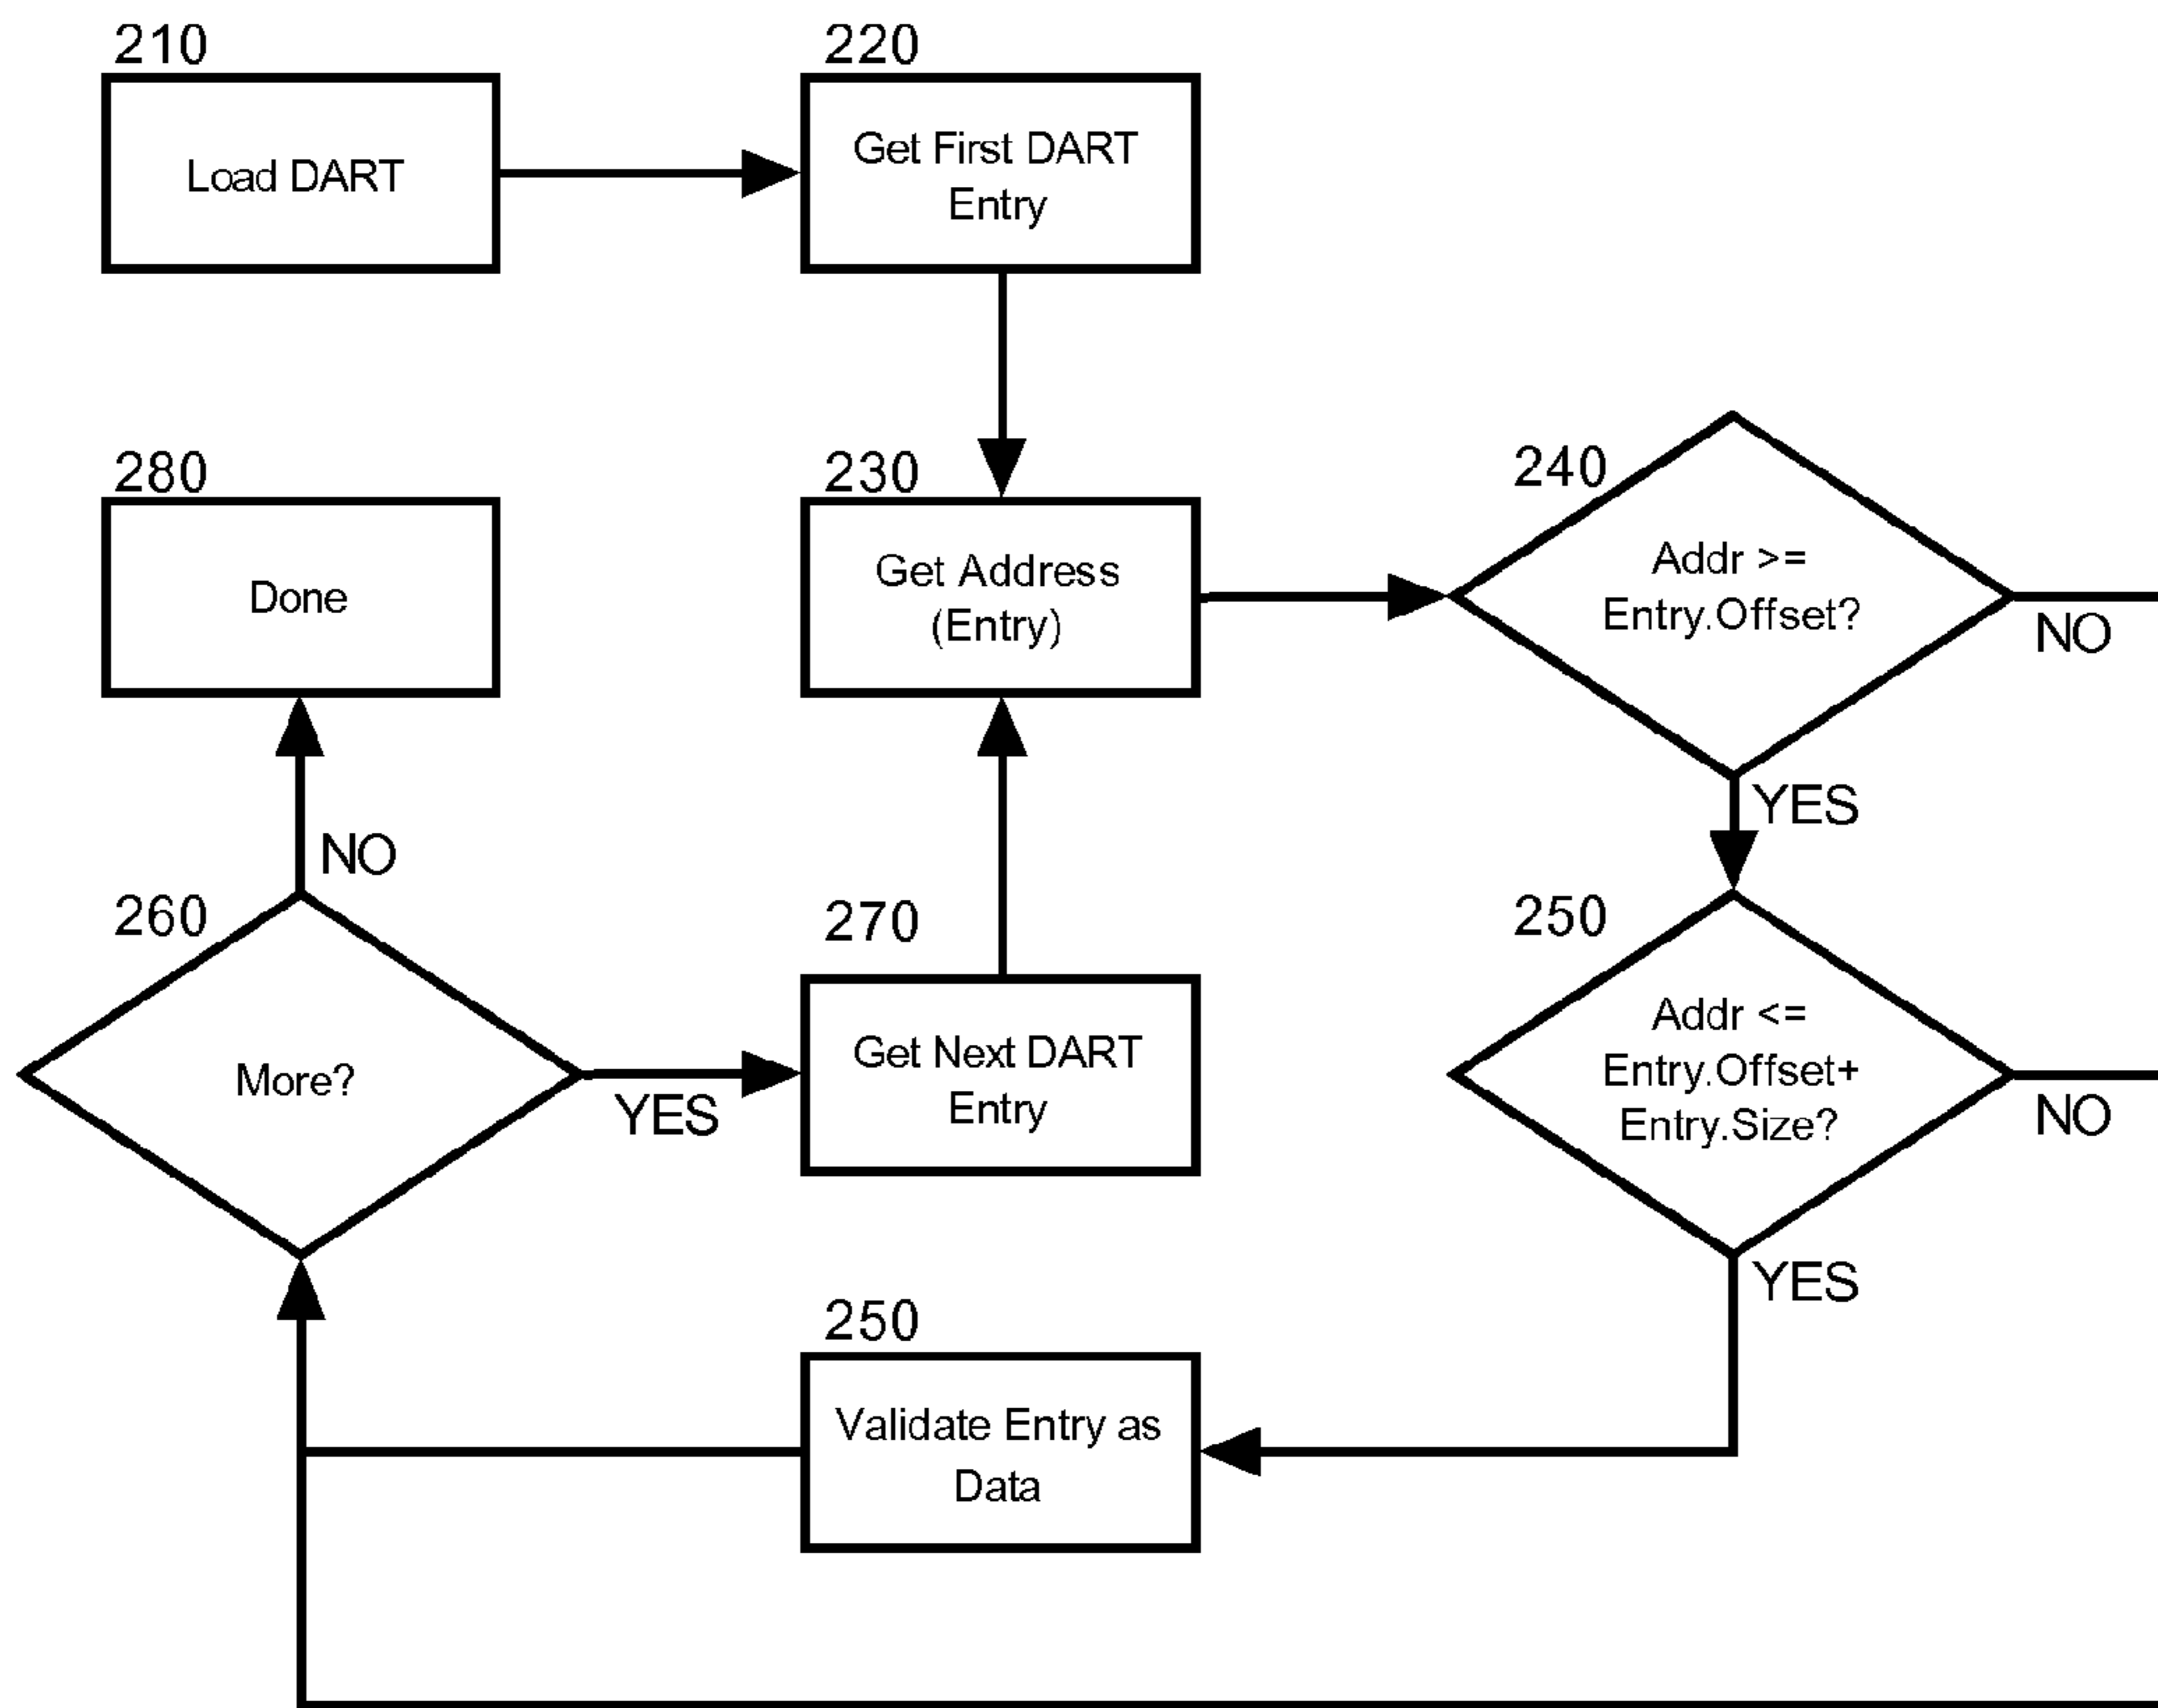 210
Load DART
220
Get First DART
Entry
280
Done
230
Get Address
(Entry)
240
Addr >=
Entry.Offset?
NO
YES
NO
260
More?
YES
270
Get Next DART
Entry
250
Addr <=
Entry.Offset+
Entry.Size?
NO
YES
250
Validate Entry as
Data